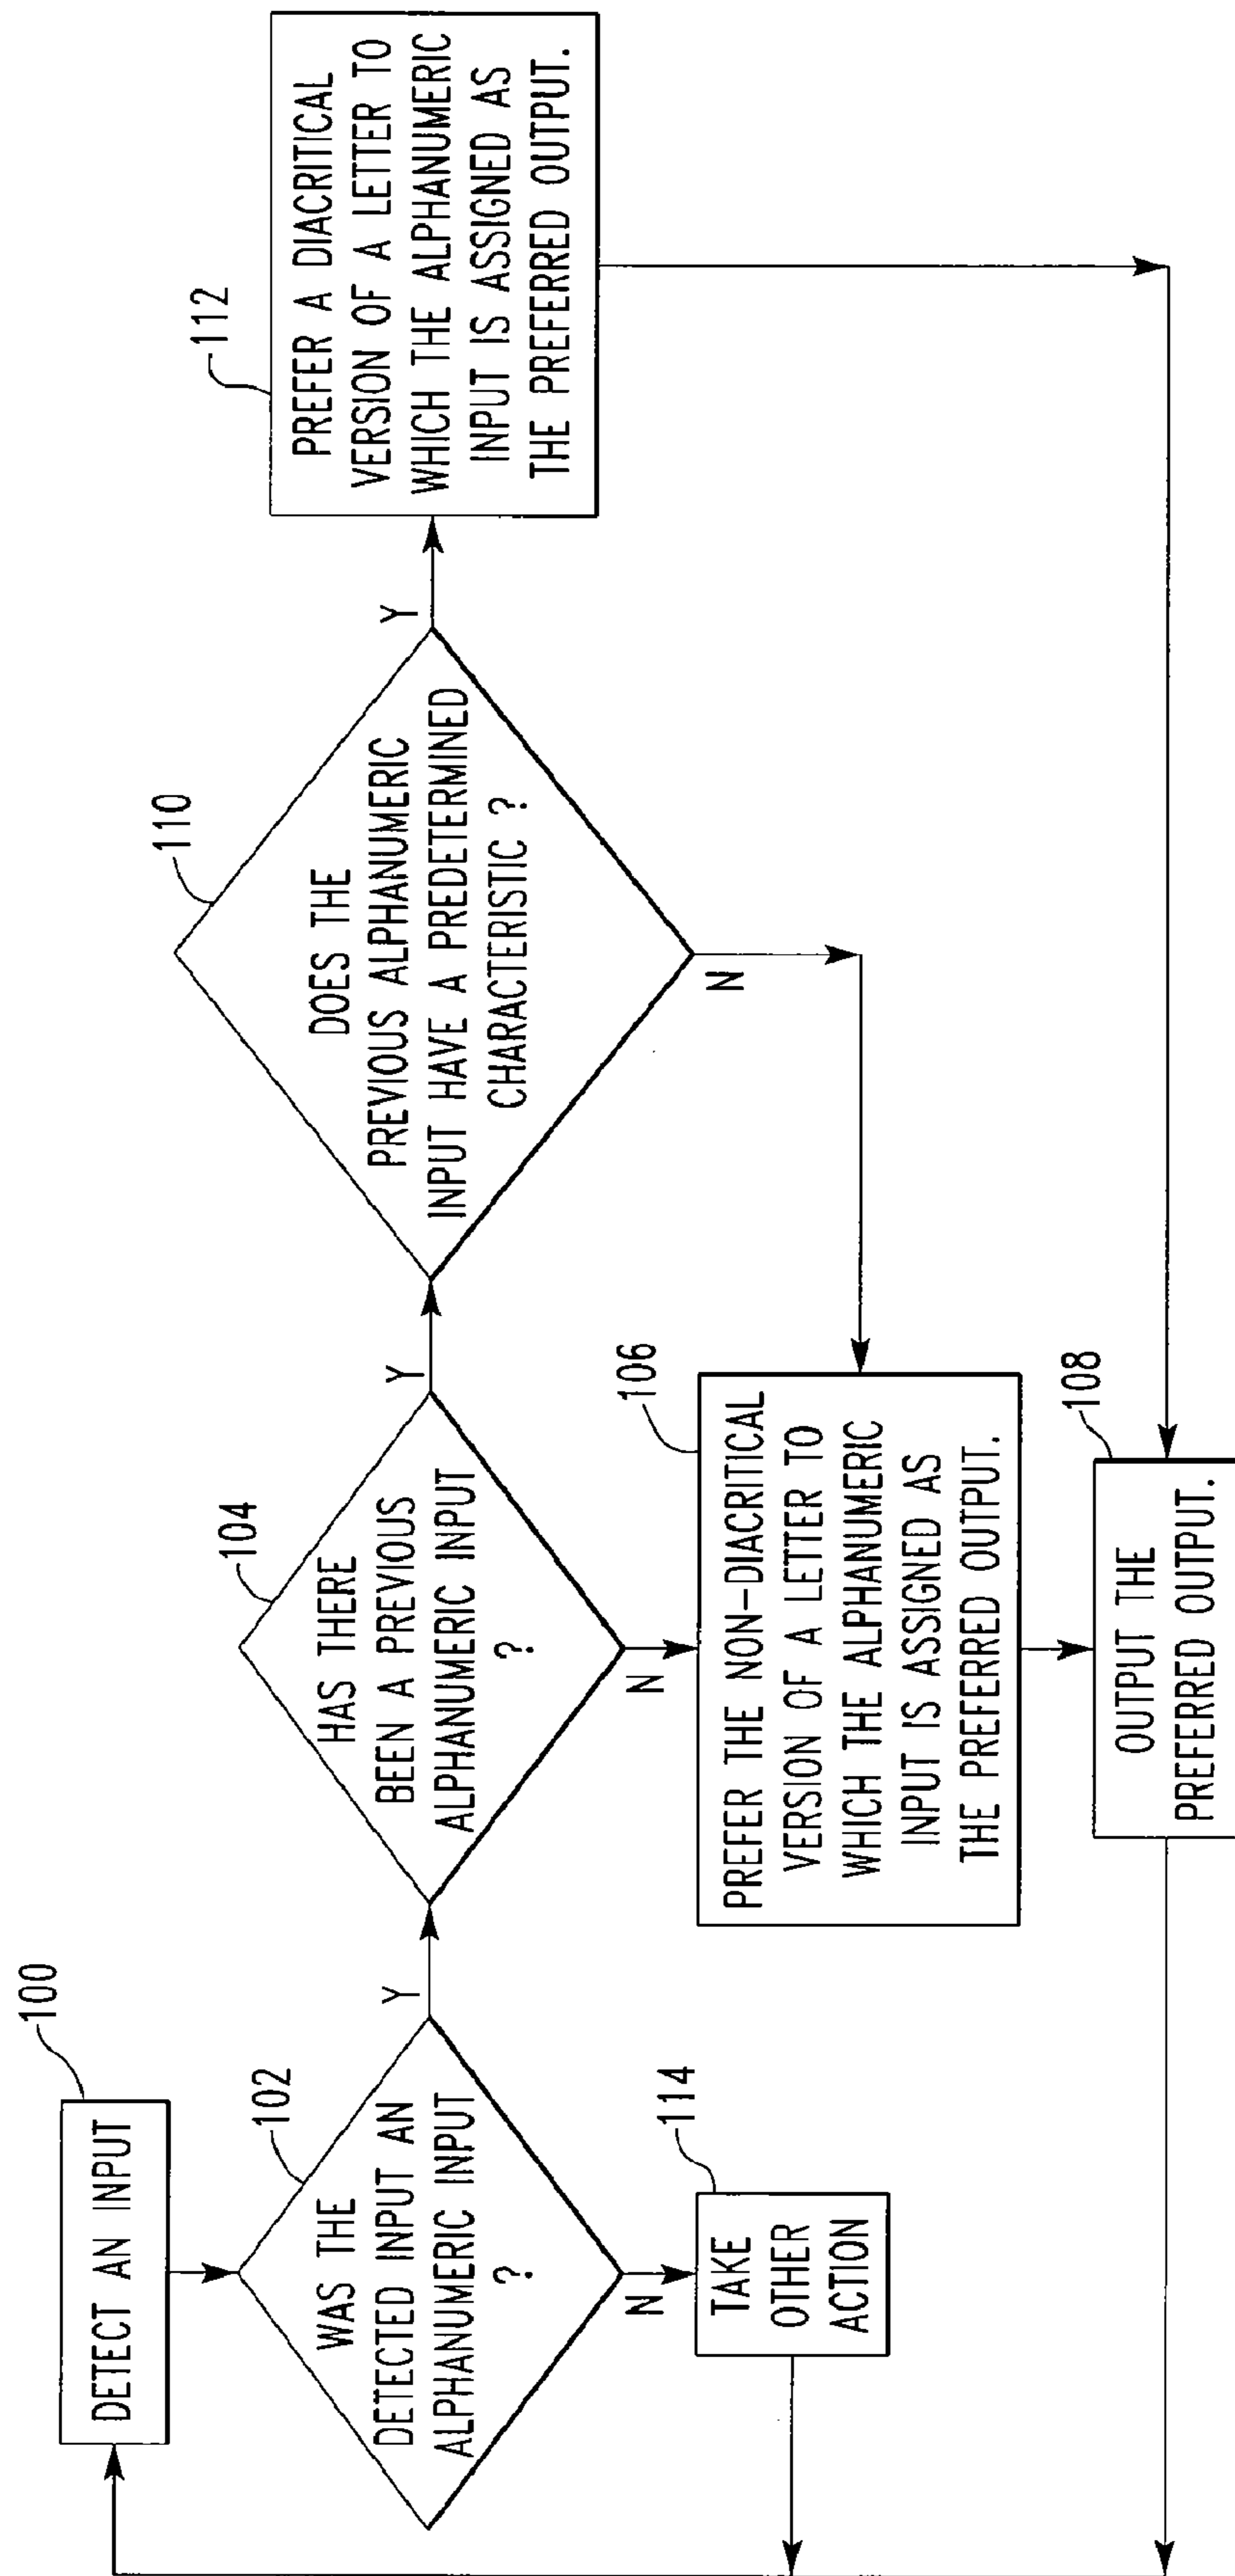 100
DETECT AN INPUT
102
WAS THE
DETECTED INPUT AN
ALPHANUMERIC INPUT
?
Y
N
114
TAKE
OTHER
ACTION
104
HAS THERE
BEEN A PREVIOUS
ALPHANUMERIC INPUT
?
Y
N
106
PREFER THE NON-DIACRITICAL
VERSION OF A LETTER TO
WHICH THE ALPHANUMERIC
INPUT IS ASSIGNED AS
THE PREFERRED OUTPUT.
108
OUTPUT THE
PREFERRED OUTPUT.
110
DOES THE
PREVIOUS ALPHANUMERIC
INPUT HAVE A PREDETERMINED
CHARACTERISTIC ?
Y
N
112
PREFER A DIACRITICAL
VERSION OF A LETTER TO
WHICH THE ALPHANUMERIC
INPUT IS ASSIGNED AS
THE PREFERRED OUTPUT.